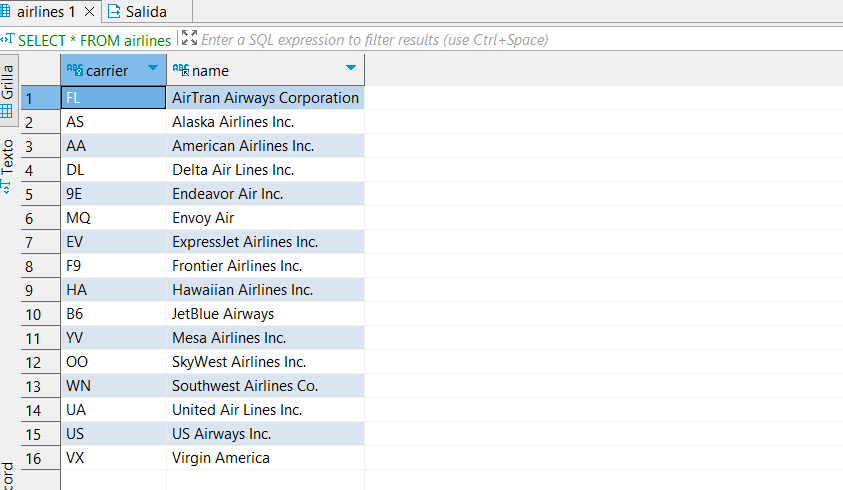 airlines 1 Salida
SELECT * FROM airlines Enter a SQL expression to filter results (use Ctrl+Space)
Grilla
Texto
carrier name
1 FL AirTran Airways Corporation
2 AS Alaska Airlines Inc.
3 AA American Airlines Inc.
4 DL Delta Air Lines Inc.
5 9E Endeavor Air Inc.
6 MQ Envoy Air
7 EV ExpressJet Airlines Inc.
8 F9 Frontier Airlines Inc.
9 HA Hawaiian Airlines Inc.
10 B6 JetBlue Airways
11 YV Mesa Airlines Inc.
12 OO SkyWest Airlines Inc.
13 WN Southwest Airlines Co.
14 UA United Air Lines Inc.
15 US US Airways Inc.
16 VX Virgin America